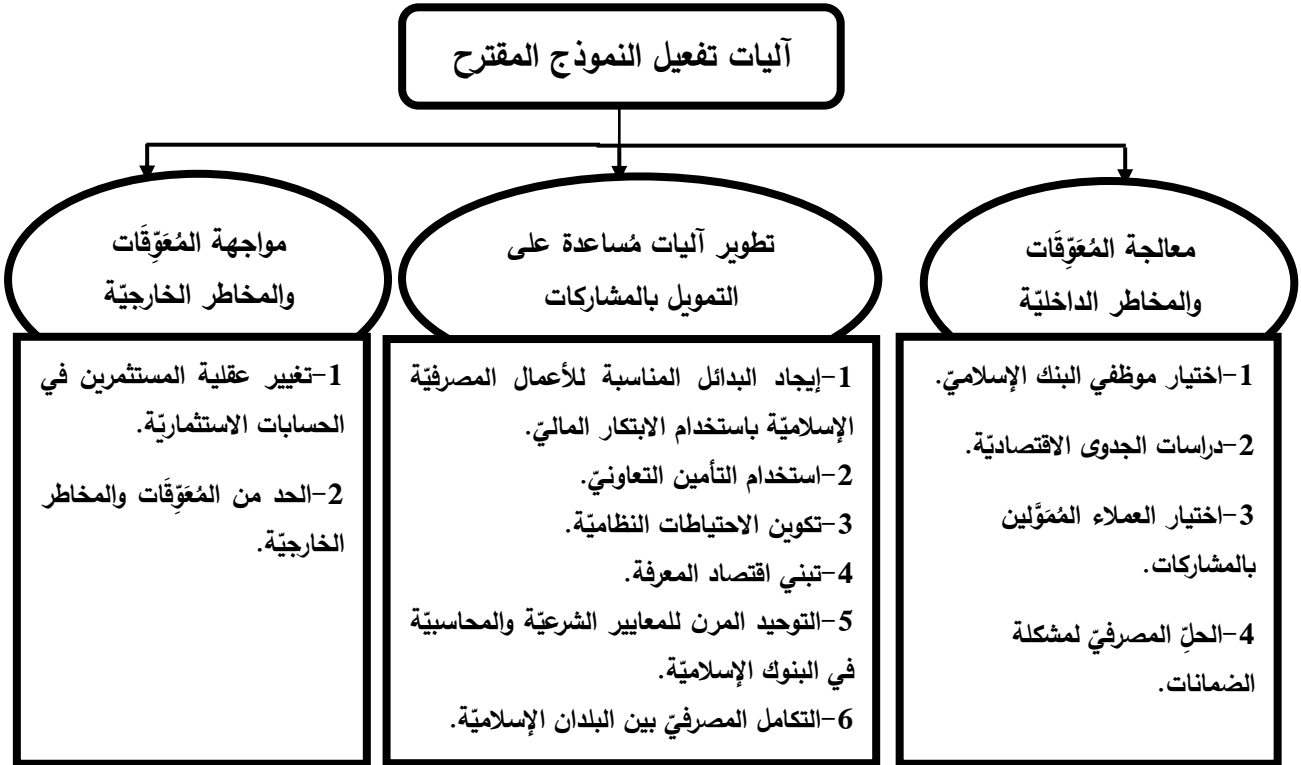 آليات تفعيل النموذج المقترح
معالجة المُعَوِّقَات
والمخاطر الداخليّة
1-اختيار موظفي البنك الإسلاميّ.
2-دراسات الجدوى الاقتصاديّة.
3-اختيار العملاء المُمَوَّلين
بالمشاركات.
4-الحلّ المصرفيّ لمشكلة
الضمانات.
تطوير آليات مُساعدة على
التمويل بالمشاركات
1-إيجاد البدائل المناسبة للأعمال المصرفيّة
الإسلاميّة باستخدام الابتكار الماليّ.
2-استخدام التأمين التعاونيّ.
3-تكوين الاحتياطات النظاميّة.
4-تبني اقتصاد المعرفة.
5-التوحيد المرن للمعايير الشرعيّة والمحاسبيّة
في البنوك الإسلاميّة.
6-التكامل المصرفيّ بين البلدان الإسلاميّة.
مواجهة المُعَوِّقَات
والمخاطر الخارجيّة
1-تغيير عقلية المستثمرين في
الحسابات الاستثماريّة.
2-الحد من المُعَوِّقَات والمخاطر
الخارجيّة.